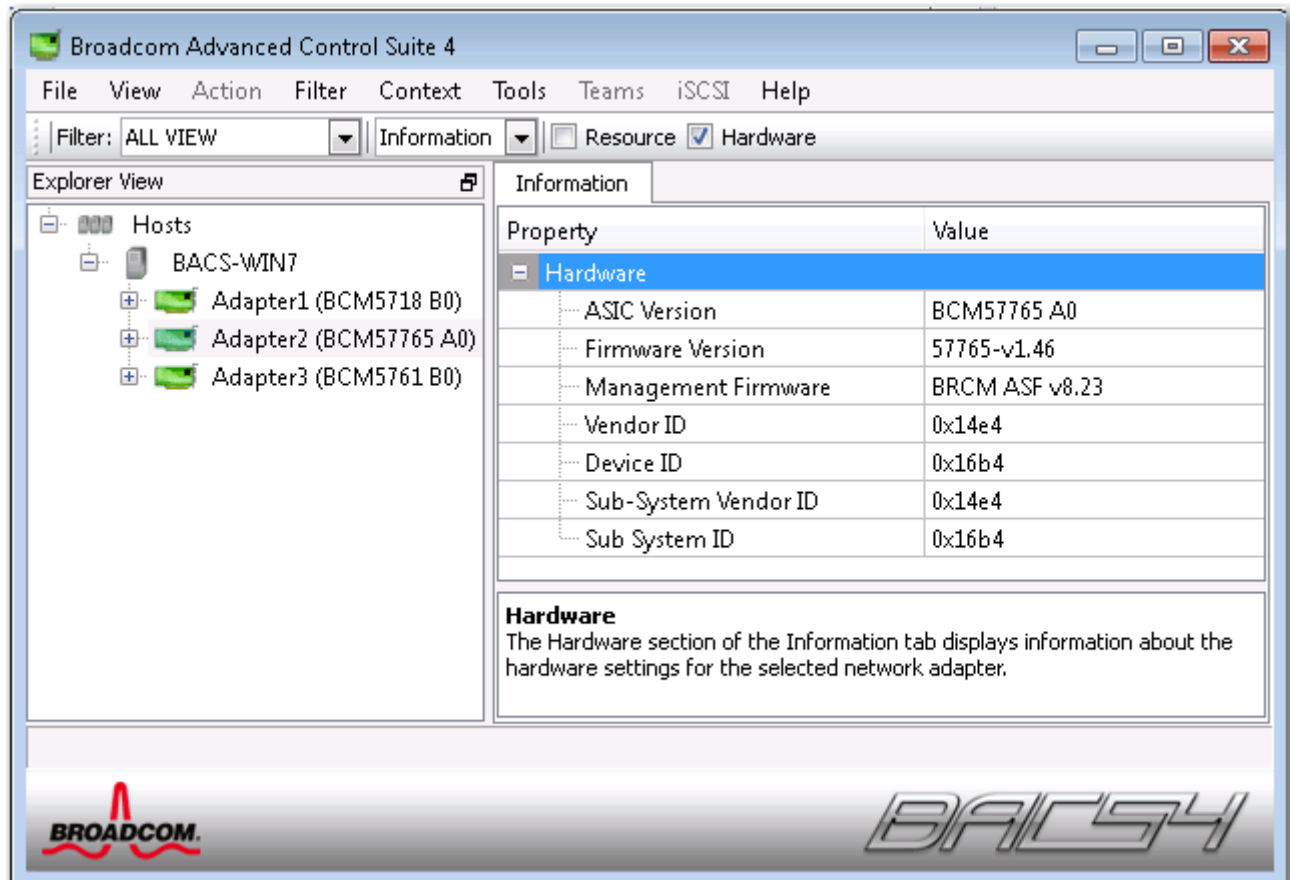 Broadcom Advanced Control Suite 4
File View Action Filter Context Tools Teams iSCSI Help
Filter: ALL VIEW Information Resource Hardware
Explorer View
Hosts
BACS-WIN7
Adapter1 (BCM5718 B0)
Adapter2 (BCM57765 A0)
Adapter3 (BCM5761 B0)
Information
Property Value
Hardware
ASIC Version BCM57765 A0
Firmware Version 57765-v1.46
Management Firmware BRCM ASF v8.23
Vendor ID 0x14e4
Device ID 0x16b4
Sub-System Vendor ID 0x14e4
Sub System ID 0x16b4
Hardware
The Hardware section of the Information tab displays information about the
hardware settings for the selected network adapter.
BROADCOM.
BACS4